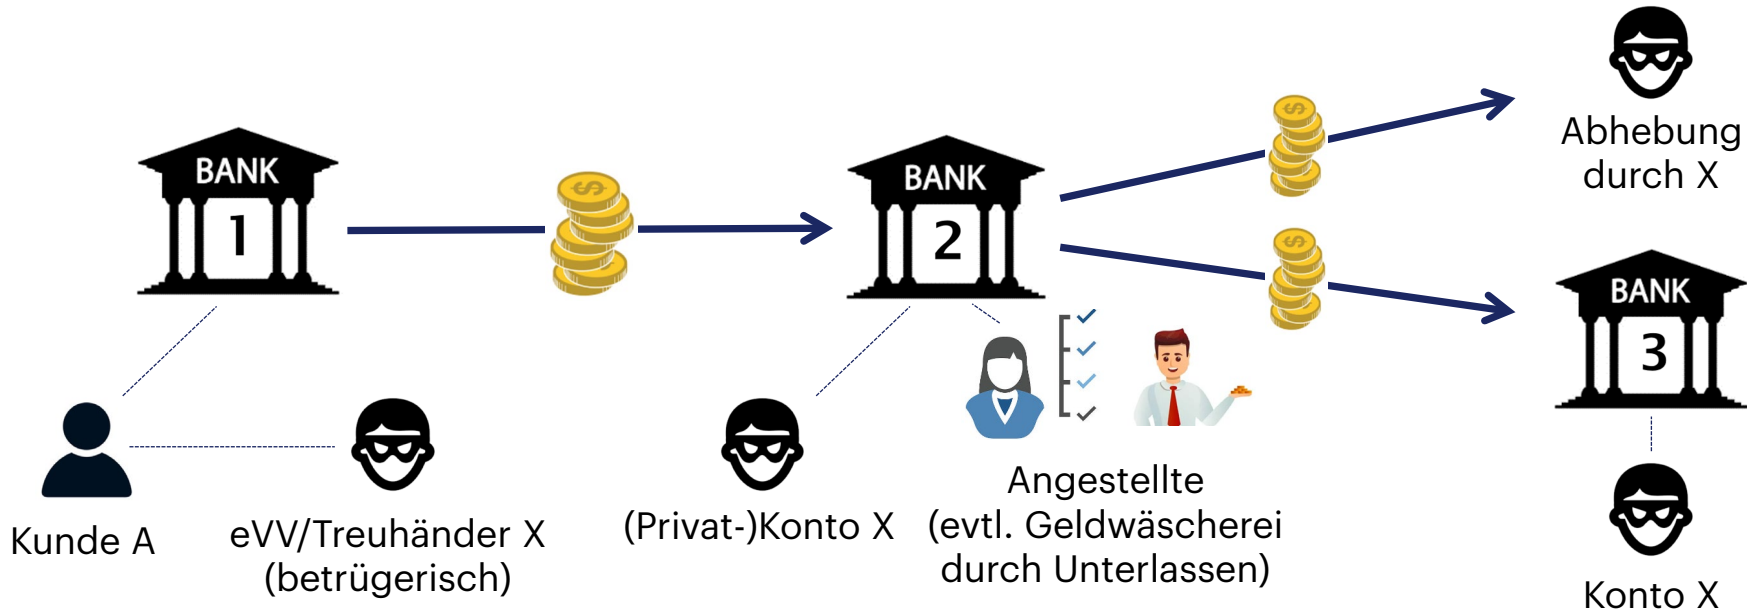 BANK
1
Kunde A
eVV/Treuhänder X
(betrügerisch)
BANK
2
(Privat-)Konto X
Angestellte
(evtl. Geldwäscherei
durch Unterlassen)
$
$
$
Abhebung
durch X
BANK
3
Konto X